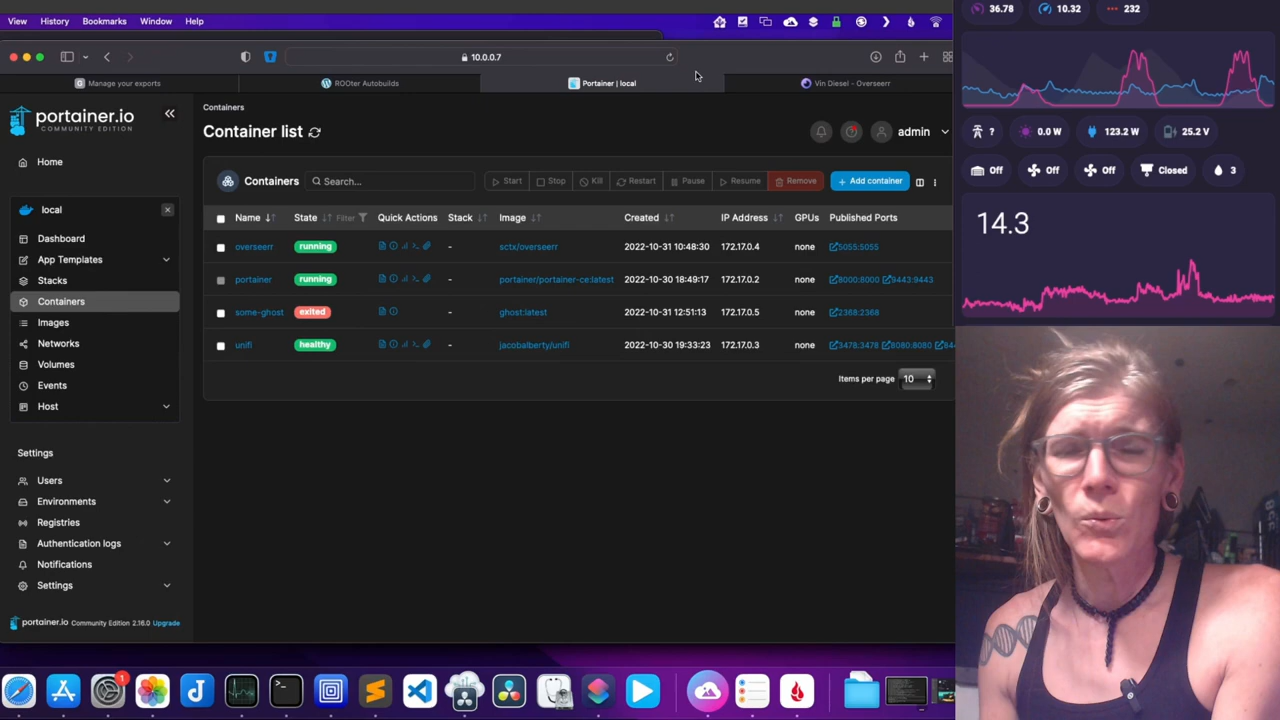 View History Bookmarks Window Help
10.0.0.7
Manage your exports
ROOter Autobuilds
Portainer | local
Vin Diesel - Overseerr
portainer.io
COMMUNITY EDITION
Home
local
Dashboard
App Templates
Stacks
Containers
Images
Networks
Volumes
Events
Host
Settings
Users
Environments
Registries
Authentication logs
Notifications
Settings
portainer.io Community Edition 2.16.0 Upgrade
Containers
Container list
admin
Containers Search... Start Stop Kill Restart Pause Resume Remove + Add container
Name State Filter Quick Actions Stack Image Created IP Address GPUs Published Ports
overseerr running - sctx/overseerr 2022-10-31 10:48:30 172.17.0.4 none 5055:5055
portainer running - portainer/portainer-ce:latest 2022-10-30 18:49:17 172.17.0.2 none 8000:8000 9443:9443
some-ghost exited - ghost:latest 2022-10-31 12:51:13 172.17.0.5 none 2368:2368
unifi healthy - jacobalberty/unifi 2022-10-30 19:33:23 172.17.0.3 none 3478:3478 8080:8080
Items per page 10
36.78 10.32 232
? 0.0 W 123.2 W 25.2 V
Off Off Off Closed 3
14.3
1